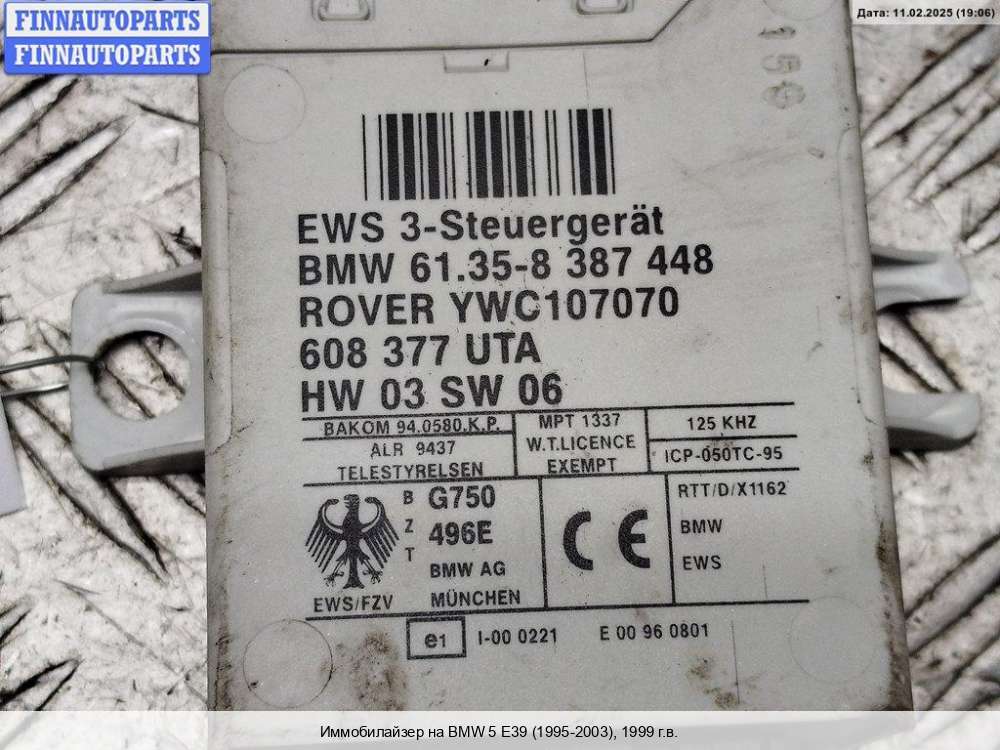 FINNAUTOPARTS
FINNAUTOPARTS
Дата: 11.02.2025 (19:06)
EWS 3-Steuergerät
BMW 61.35-8 387 448
ROVER YWC107070
608 377 UTA
HW 03 SW 06
BAKOM 94.0580.K.P.
ALR 9437
TELESTYRELSEN
MPT 1337
W.T.LICENCE
EXEMPT
125 KHZ
ICP-050TC-95
B
Z
T
G750
496E
BMW AG
MÜNCHEN
EWS/FZV
CE
RTT/D/X1162
BMW
EWS
e1
I-00 0221
E 00 96 0801
Иммобилайзер на BMW 5 E39 (1995-2003), 1999 г.в.